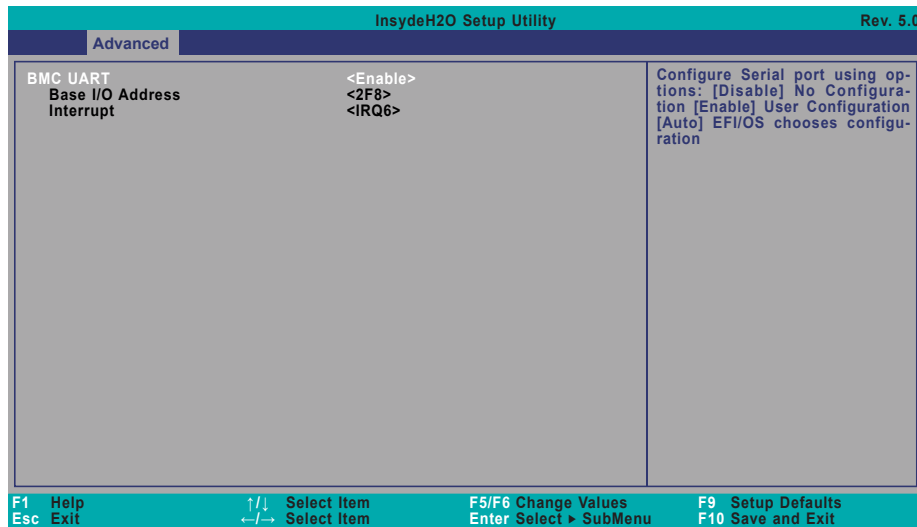 InsydeH2O Setup Utility Rev. 5.0
Advanced
BMC UART <Enable>
Base I/O Address <2F8>
Interrupt <IRQ6>
Configure Serial port using op-
tions: [Disable] No Configura-
tion [Enable] User Configuration
[Auto] EFI/OS chooses configu-
ration
F1 Help ↑/↓ Select Item F5/F6 Change Values F9 Setup Defaults
Esc Exit ←/→ Select Item Enter Select ▶ SubMenu F10 Save and Exit